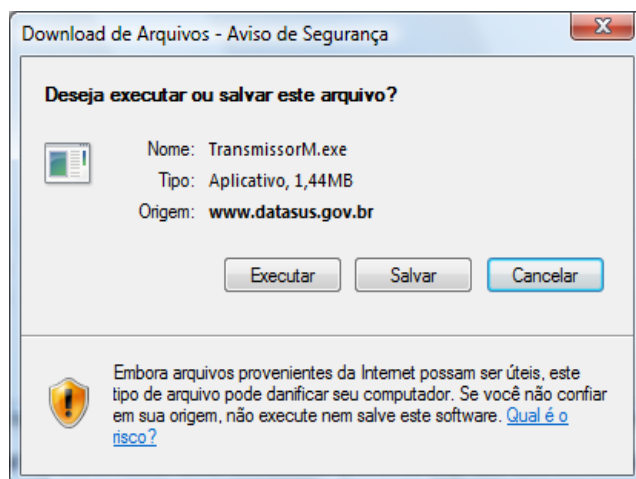 Download de Arquivos - Aviso de Segurança
Deseja executar ou salvar este arquivo?
Nome: TransmissorM.exe
Tipo: Aplicativo, 1,44MB
Origem: www.datasus.gov.br
Executar Salvar Cancelar
Embora arquivos provenientes da Internet possam ser úteis, este
tipo de arquivo pode danificar seu computador. Se você não confiar
em sua origem, não execute nem salve este software. Qual é o
risco?